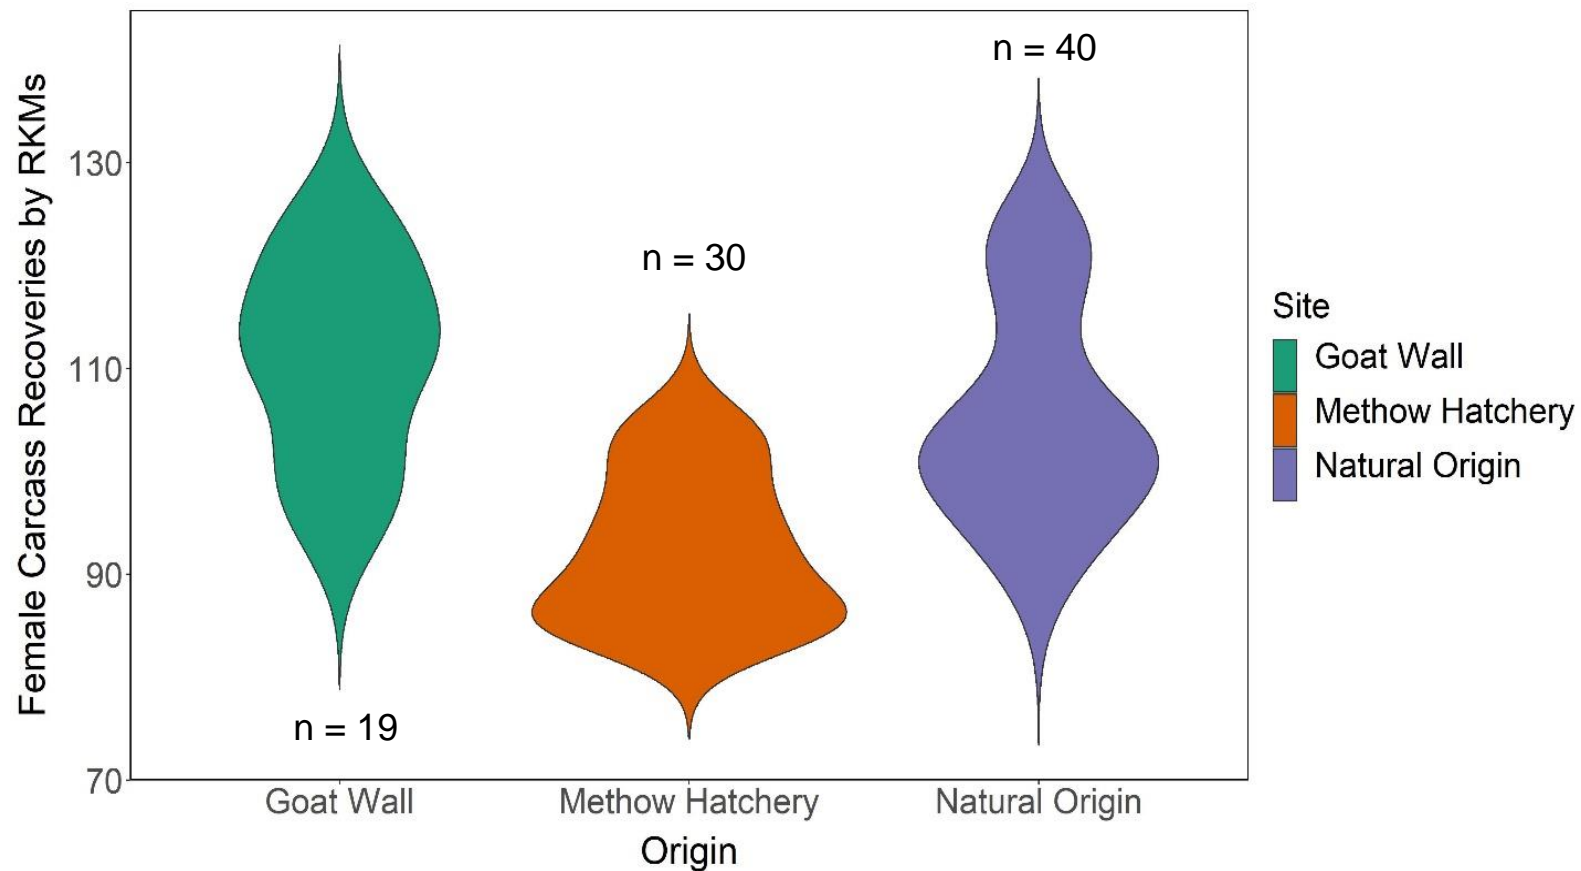 Female Carcass Recoveries by RKMs
130
110
90
70
n = 19
n = 30
n = 40
Goat Wall
Methow Hatchery
Natural Origin
Origin
Site
Goat Wall
Methow Hatchery
Natural Origin